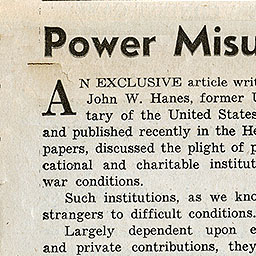 Power Misu
AN EXCLUSIVE article writ
John W. Hanes, former U
tary of the United States
and published recently in the He
papers, discussed the plight of p
cational and charitable institut
war conditions.
Such institutions, as we kno
strangers to difficult conditions.
Largely dependent upon e
and private contributions, they